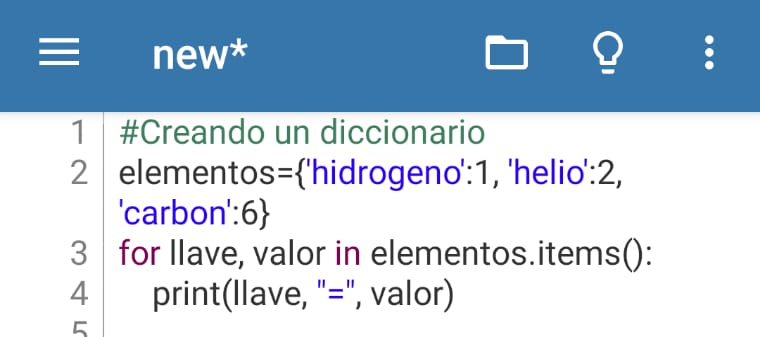 new*
1 #Creando un diccionario
2 elementos={'hidrogeno':1, 'helio':2,
'carbon':6}
3 for llave, valor in elementos.items():
4 print(llave, "=", valor)
5